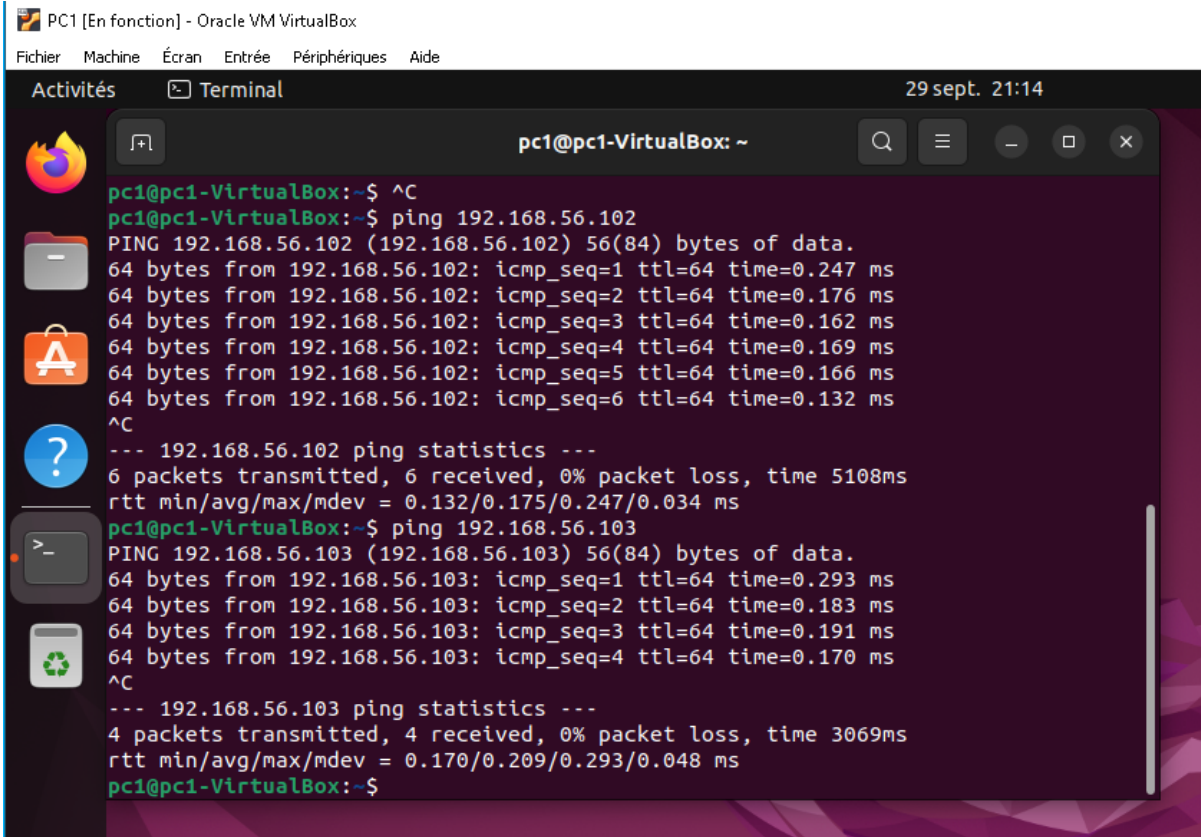 PC1 [En fonction] - Oracle VM VirtualBox
Fichier Machine Écran Entrée Périphériques Aide
Activités Terminal 29 sept. 21:14
pc1@pc1-VirtualBox: ~
pc1@pc1-VirtualBox:~$ ^C
pc1@pc1-VirtualBox:~$ ping 192.168.56.102
PING 192.168.56.102 (192.168.56.102) 56(84) bytes of data.
64 bytes from 192.168.56.102: icmp_seq=1 ttl=64 time=0.247 ms
64 bytes from 192.168.56.102: icmp_seq=2 ttl=64 time=0.176 ms
64 bytes from 192.168.56.102: icmp_seq=3 ttl=64 time=0.162 ms
64 bytes from 192.168.56.102: icmp_seq=4 ttl=64 time=0.169 ms
64 bytes from 192.168.56.102: icmp_seq=5 ttl=64 time=0.166 ms
64 bytes from 192.168.56.102: icmp_seq=6 ttl=64 time=0.132 ms
^C
--- 192.168.56.102 ping statistics ---
6 packets transmitted, 6 received, 0% packet loss, time 5108ms
rtt min/avg/max/mdev = 0.132/0.175/0.247/0.034 ms
pc1@pc1-VirtualBox:~$ ping 192.168.56.103
PING 192.168.56.103 (192.168.56.103) 56(84) bytes of data.
64 bytes from 192.168.56.103: icmp_seq=1 ttl=64 time=0.293 ms
64 bytes from 192.168.56.103: icmp_seq=2 ttl=64 time=0.183 ms
64 bytes from 192.168.56.103: icmp_seq=3 ttl=64 time=0.191 ms
64 bytes from 192.168.56.103: icmp_seq=4 ttl=64 time=0.170 ms
^C
--- 192.168.56.103 ping statistics ---
4 packets transmitted, 4 received, 0% packet loss, time 3069ms
rtt min/avg/max/mdev = 0.170/0.209/0.293/0.048 ms
pc1@pc1-VirtualBox:~$